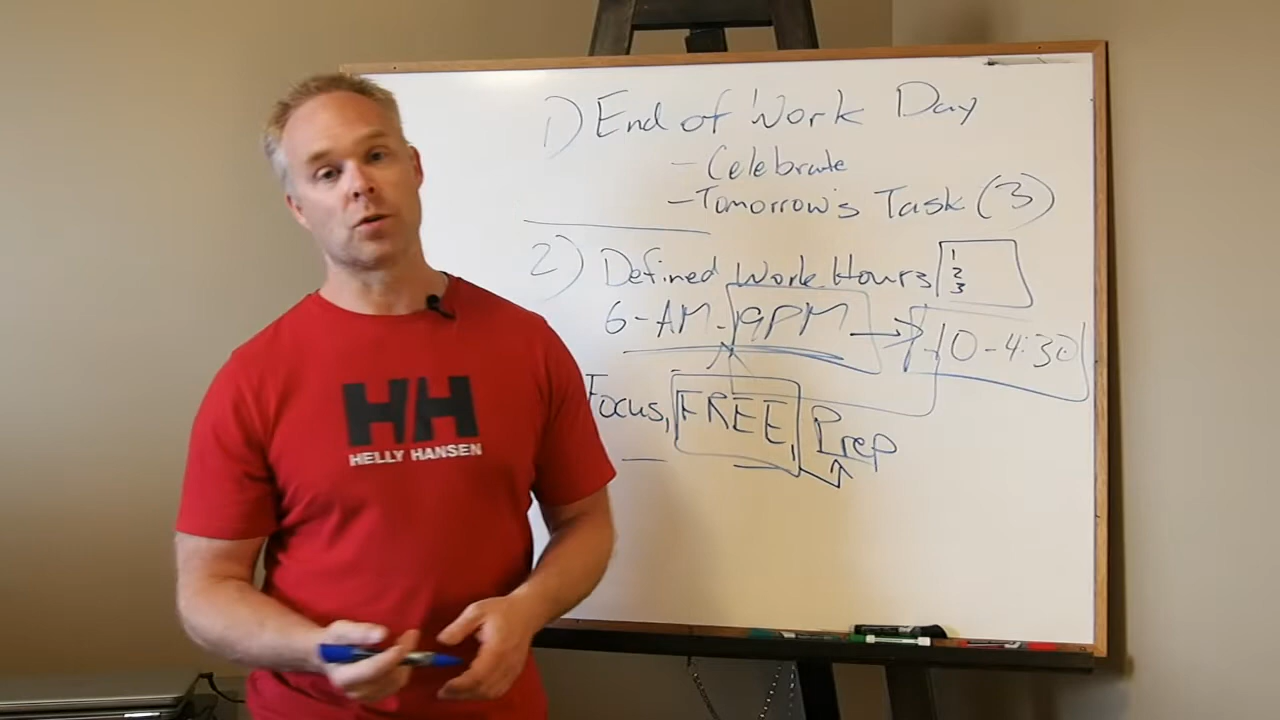 1) End of Work Day
- Celebrate
- Tomorrow's Task (3)
2) Defined Work Hours
1
2
3
6-AM - 9PM → 10-4:30
Focus, FREE, Prep
HH
HELLY HANSEN